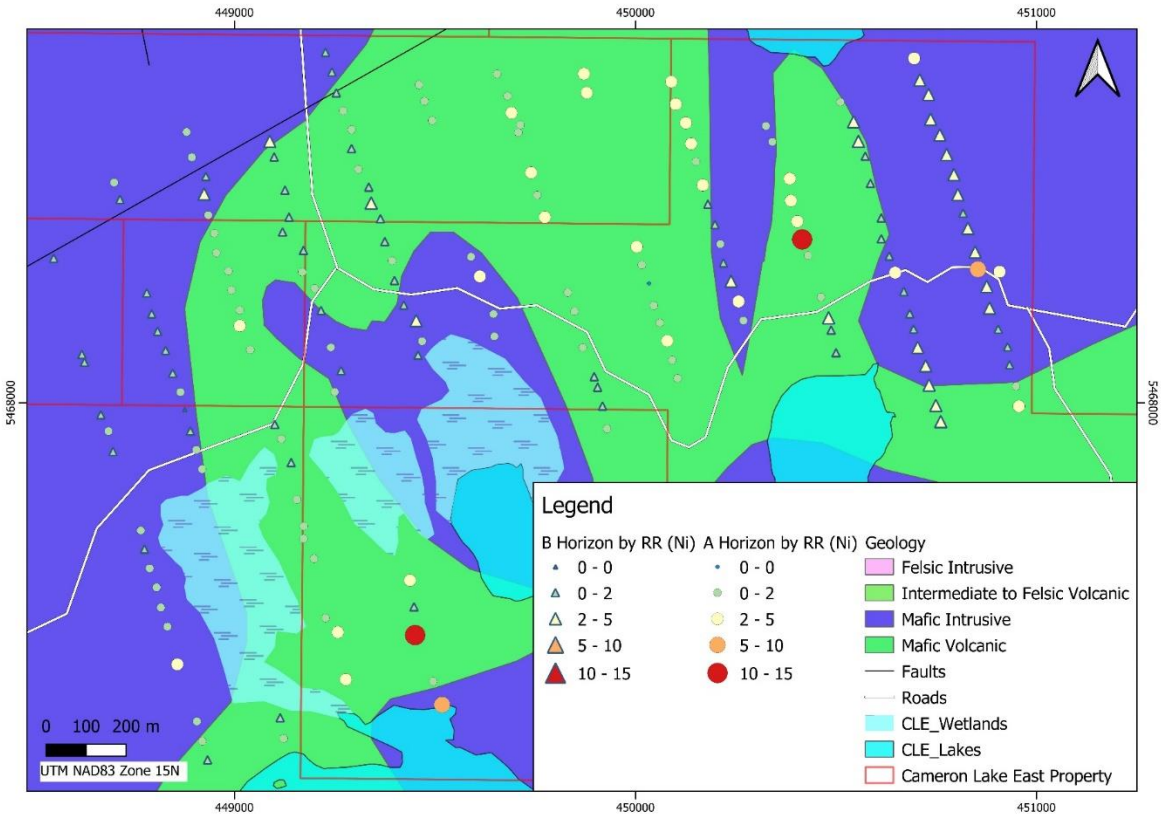 449000 450000 451000
5468000
5468000
Legend
B Horizon by RR (Ni) A Horizon by RR (Ni) Geology
0 - 0 0 - 0 Felsic Intrusive
0 - 2 0 - 2 Intermediate to Felsic Volcanic
2 - 5 2 - 5 Mafic Intrusive
5 - 10 5 - 10 Mafic Volcanic
10 - 15 10 - 15 Faults
Roads
CLE_Wetlands
CLE_Lakes
Cameron Lake East Property
0 100 200 m
UTM NAD83 Zone 15N
449000 450000 451000